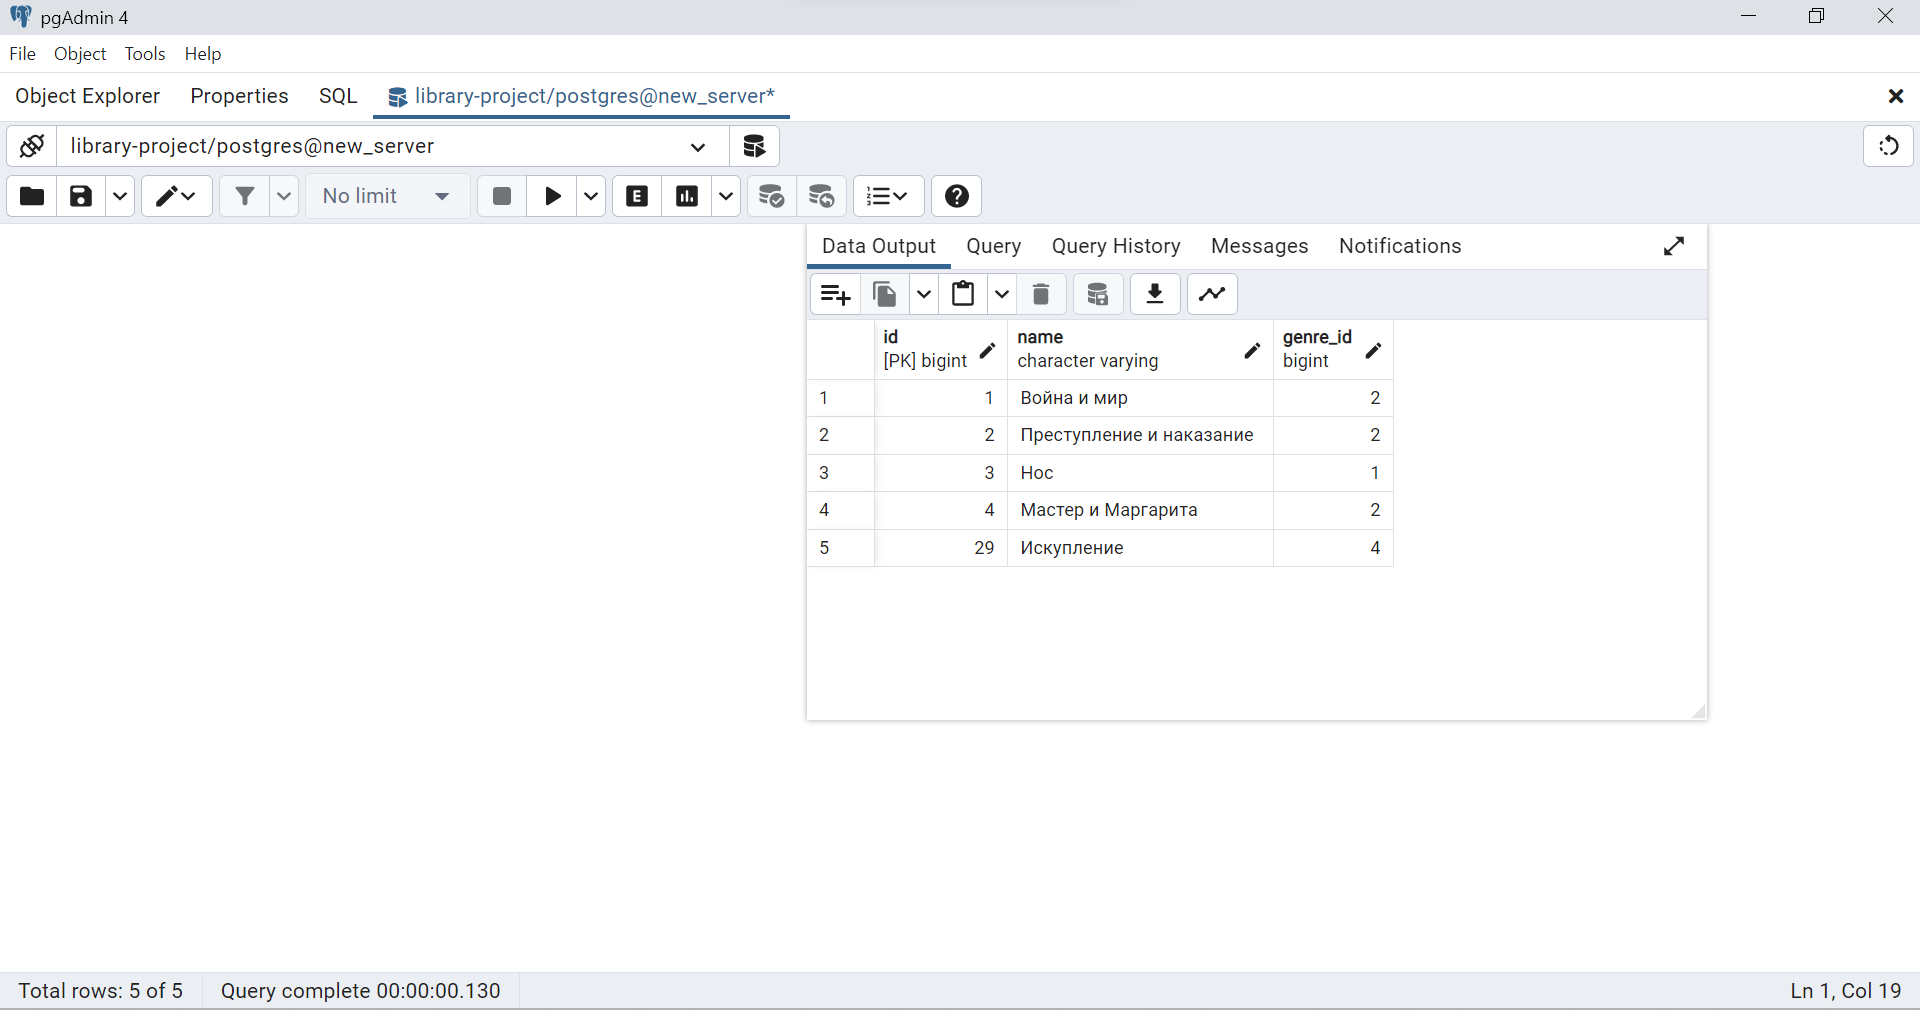 pgAdmin 4
File Object Tools Help
Object Explorer Properties SQL library-project/postgres@new_server*
library-project/postgres@new_server
No limit E
Data Output Query Query History Messages Notifications
id name genre_id
[PK] bigint character varying bigint
1 1 Война и мир 2
2 2 Преступление и наказание 2
3 3 Нос 1
4 4 Мастер и Маргарита 2
5 29 Искупление 4
Total rows: 5 of 5 Query complete 00:00:00.130 Ln 1, Col 19